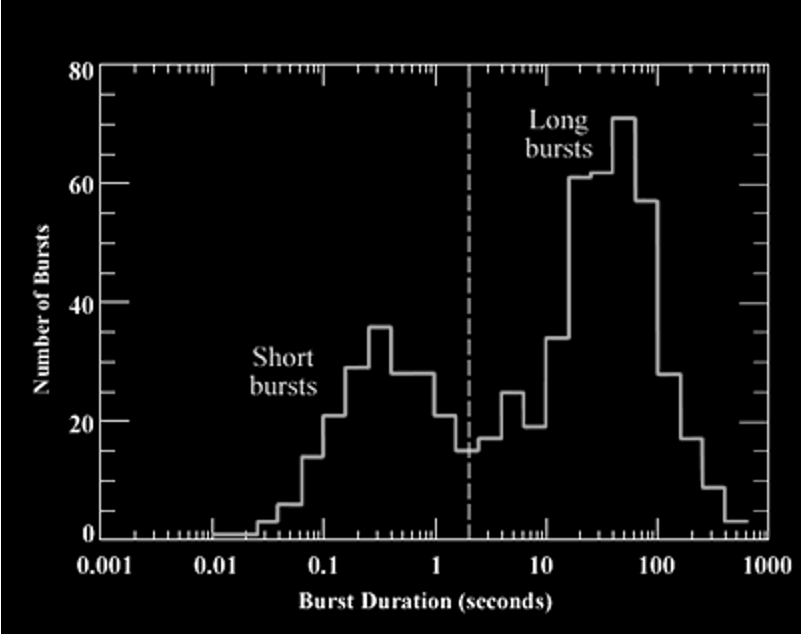 80
60
40
20
0
Number of Bursts
Short
bursts
Long
bursts
0.001 0.01 0.1 1 10 100 1000
Burst Duration (seconds)